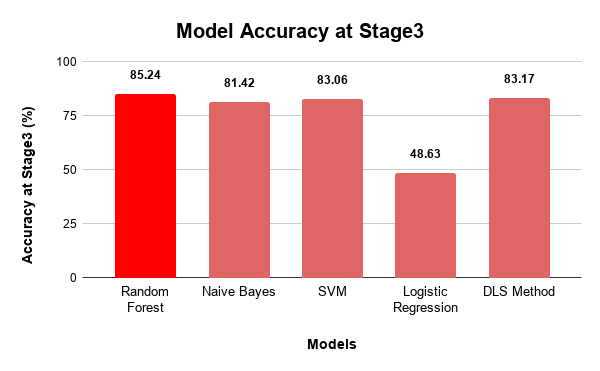 Model Accuracy at Stage3
Accuracy at Stage3 (%)
100
75
50
25
0
85.24
81.42
83.06
48.63
83.17
Random
Forest
Naive Bayes
SVM
Logistic
Regression
DLS Method
Models